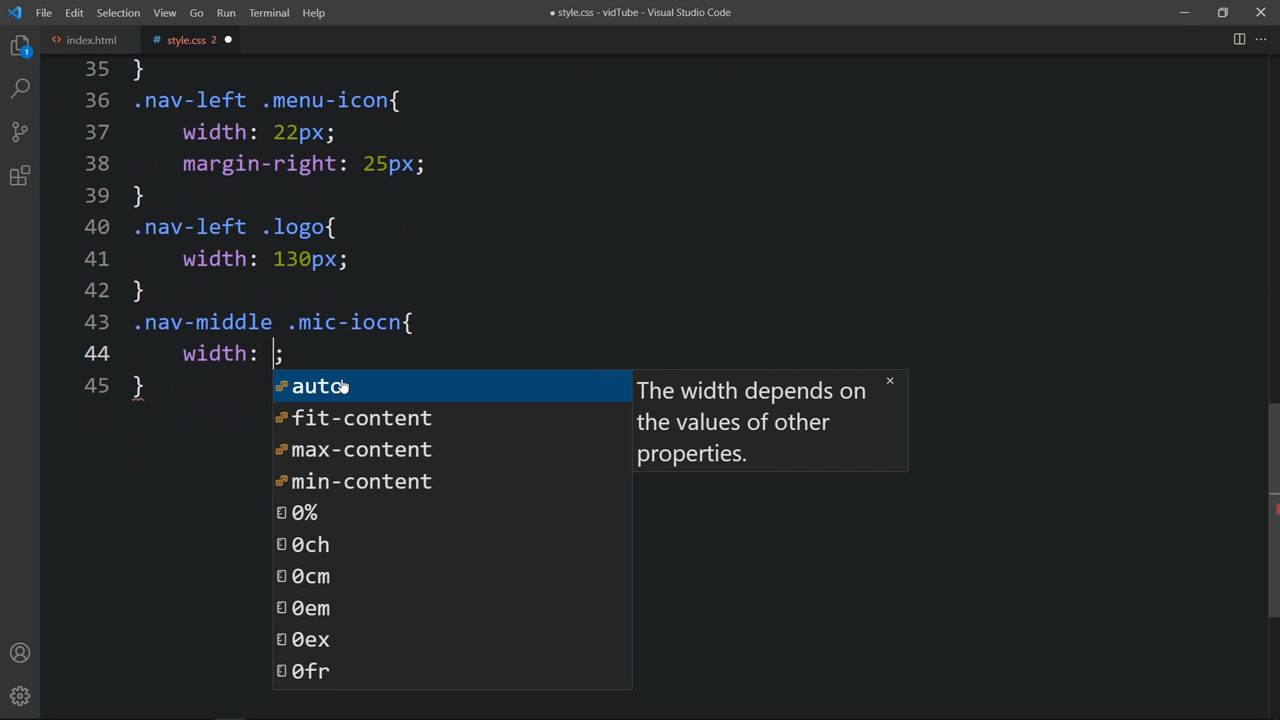 File Edit Selection View Go Run Terminal Help
● style.css - vidTube - Visual Studio Code
1
<> index.html
# style.css 2 ●
35 }
36 .nav-left .menu-icon{
37 width: 22px;
38 margin-right: 25px;
39 }
40 .nav-left .logo{
41 width: 130px;
42 }
43 .nav-middle .mic-iocn{
44 width: ;
45 }
auto
fit-content
max-content
min-content
0%
0ch
0cm
0em
0ex
0fr
The width depends on
the values of other
properties.